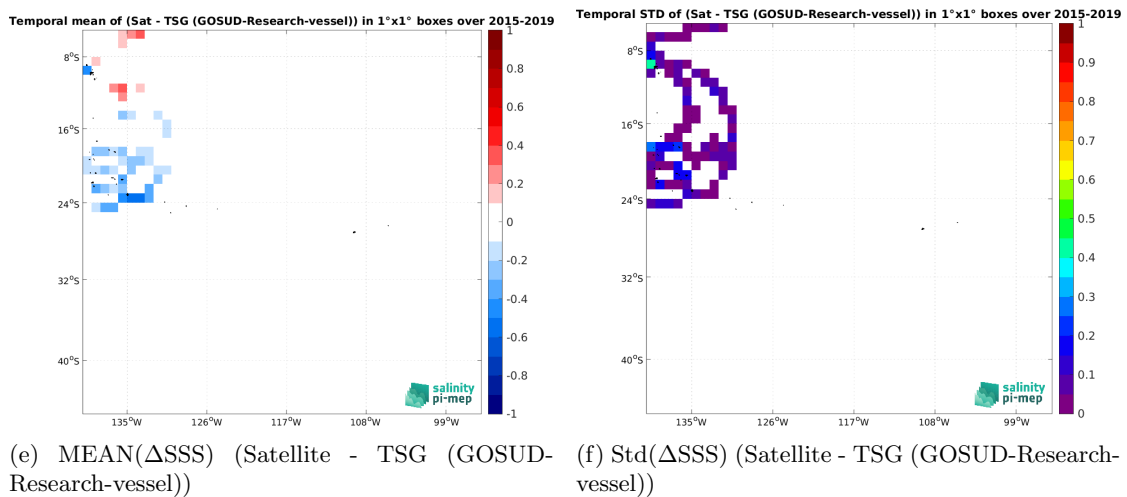 Temporal mean of (Sat - TSG (GOSUD-Research-vessel)) in 1°x1° boxes over 2015-2019
8°S
16°S
24°S
32°S
40°S
135°W
126°W
117°W
108°W
99°W
1
0.8
0.6
0.4
0.2
0
-0.2
-0.4
-0.6
-0.8
-1
salinity
pi-mep
(e) MEAN(ΔSSS) (Satellite - TSG (GOSUD-
Research-vessel))
Temporal STD of (Sat - TSG (GOSUD-Research-vessel)) in 1°x1° boxes over 2015-2019
8°S
16°S
24°S
32°S
40°S
135°W
126°W
117°W
108°W
99°W
1
0.9
0.8
0.7
0.6
0.5
0.4
0.3
0.2
0.1
0
salinity
pi-mep
(f) Std(ΔSSS) (Satellite - TSG (GOSUD-Research-
vessel))